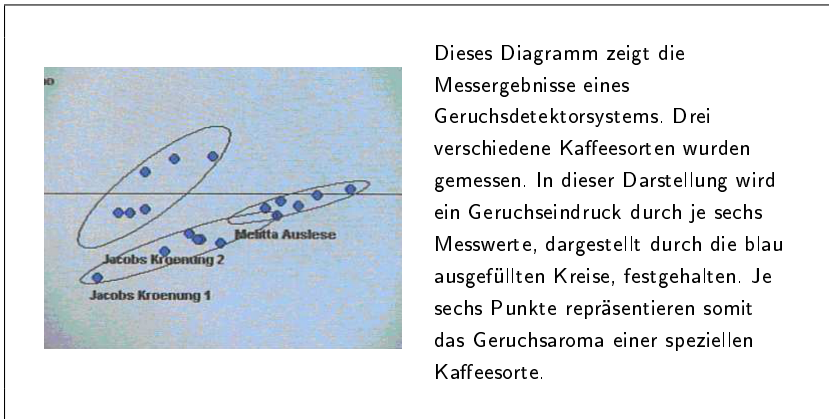 Dieses Diagramm zeigt die
Messergebnisse eines
Geruchsdetektorsystems. Drei
verschiedene Kaffeesorten wurden
gemessen. In dieser Darstellung wird
ein Geruchseindruck durch je sechs
Messwerte, dargestellt durch die blau
ausgefüllten Kreise, festgehalten. Je
sechs Punkte repräsentieren somit
das Geruchsaroma einer speziellen
Kaffeesorte.
Melitta Auslese
Jacobs Kroenung 2
Jacobs Kroenung 1